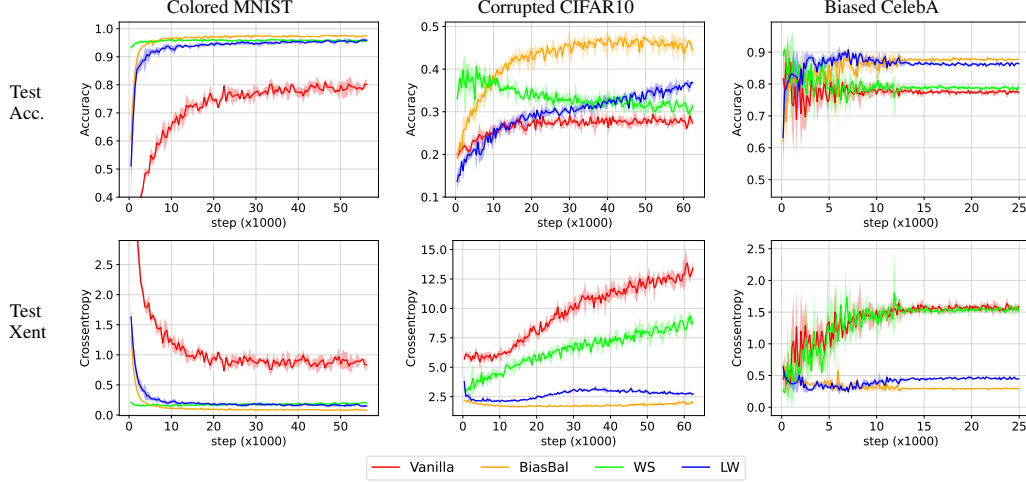 Colored MNIST
Corrupted CIFAR10
Biased CelebA
Test
Acc.
Accuracy
1.0
0.9
0.8
0.7
0.6
0.5
0.4
0 10 20 30 40 50
step (x1000)
Accuracy
0.5
0.4
0.3
0.2
0.1
0 10 20 30 40 50 60
step (x1000)
Accuracy
0.9
0.8
0.7
0.6
0.5
0 5 10 15 20 25
step (x1000)
Test
Xent
Crossentropy
2.5
2.0
1.5
1.0
0.5
0.0
0 10 20 30 40 50
step (x1000)
Crossentropy
15.0
12.5
10.0
7.5
5.0
2.5
0 10 20 30 40 50 60
step (x1000)
Crossentropy
2.5
2.0
1.5
1.0
0.5
0.0
0 5 10 15 20 25
step (x1000)
Vanilla BiasBal WS LW